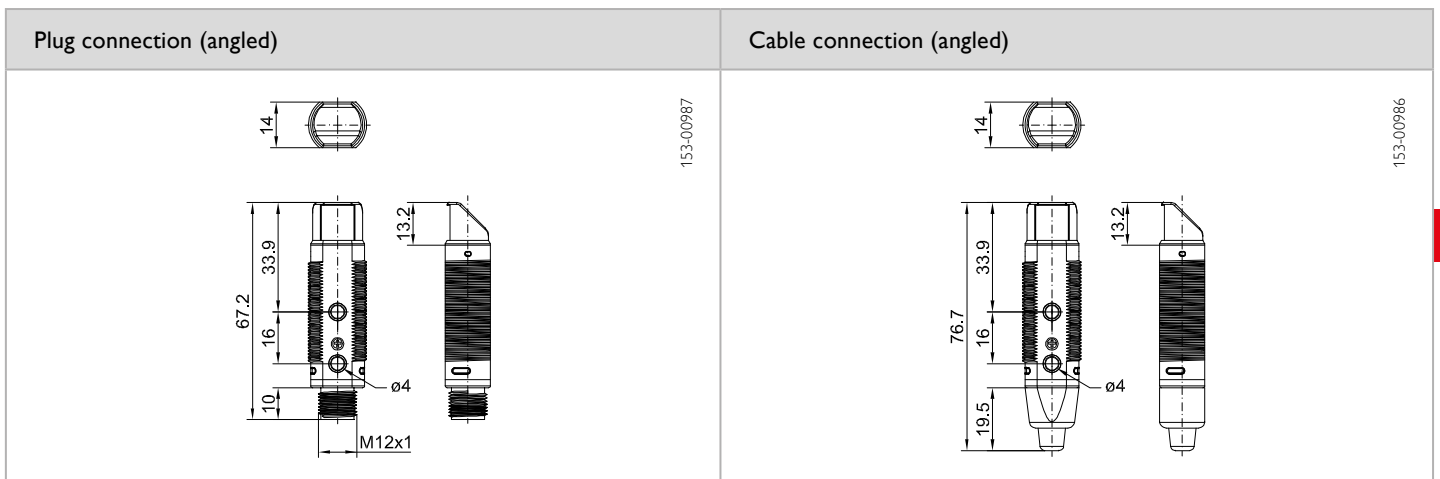 Plug connection (angled)
Cable connection (angled)
14
153-00987
67.2
33.9
16
10
13.2
ø4
M12x1
14
153-00986
76.7
33.9
16
19.5
13.2
ø4